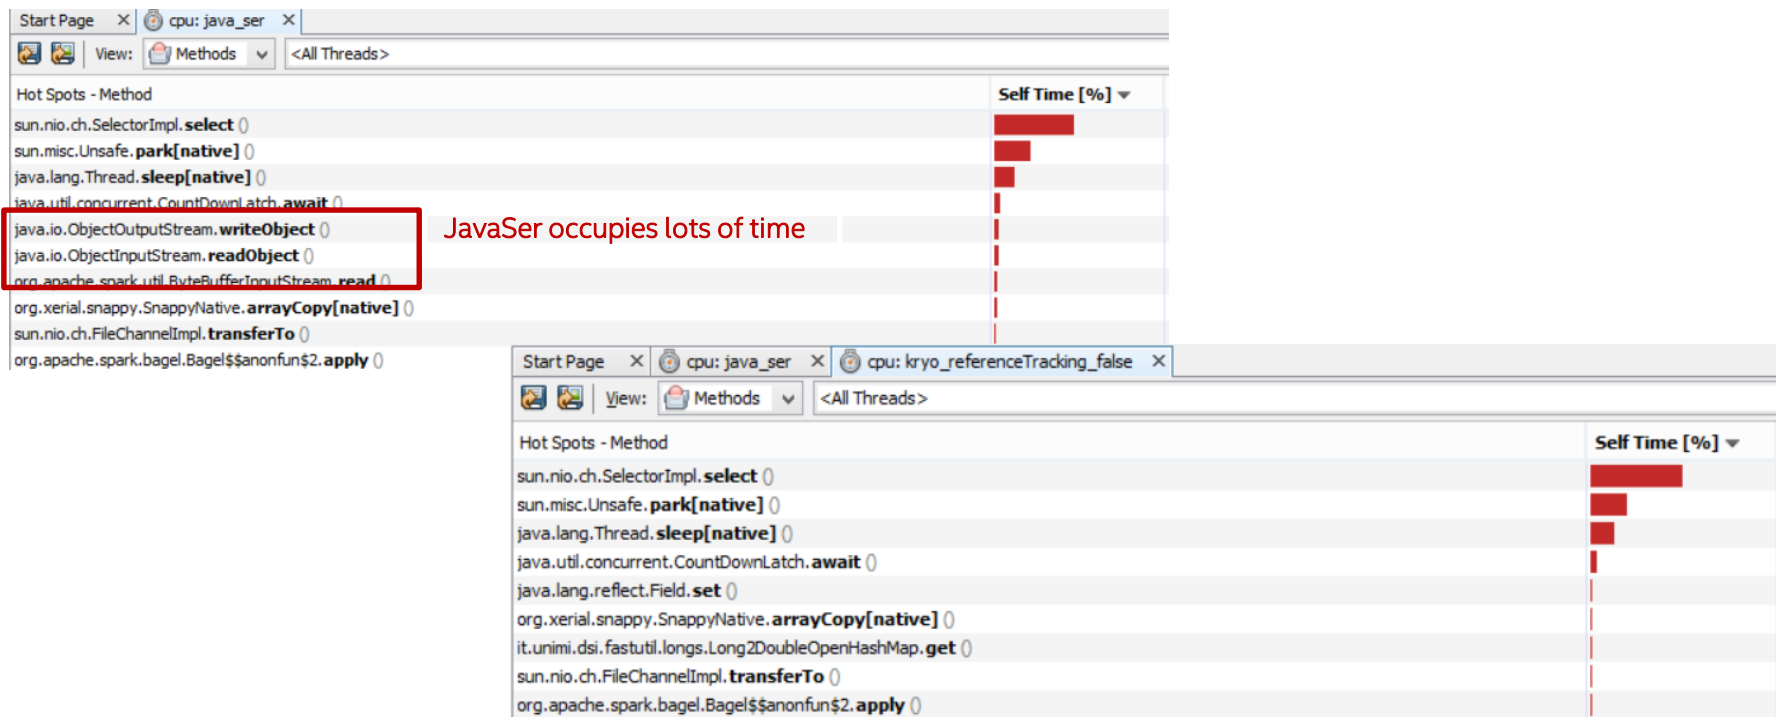 Start Page × cpu: java_ser ×
View: Methods <All Threads>
Hot Spots - Method Self Time [%]
sun.nio.ch.SelectorImpl.select ()
sun.misc.Unsafe.park[native] ()
java.lang.Thread.sleep[native] ()
java.util.concurrent.CountDownLatch.await ()
java.io.ObjectOutputStream.writeObject ()
JavaSer occupies lots of time
java.io.ObjectInputStream.readObject ()
org.apache.spark.util.ByteBufferInputStream.read ()
org.xerial.snappy.SnappyNative.arrayCopy[native] ()
sun.nio.ch.FileChannelImpl.transferTo ()
org.apache.spark.bagel.Bagel$$anonfun$2.apply ()
Start Page × cpu: java_ser × cpu: kryo_referenceTracking_false ×
View: Methods <All Threads>
Hot Spots - Method Self Time [%]
sun.nio.ch.SelectorImpl.select ()
sun.misc.Unsafe.park[native] ()
java.lang.Thread.sleep[native] ()
java.util.concurrent.CountDownLatch.await ()
java.lang.reflect.Field.set ()
org.xerial.snappy.SnappyNative.arrayCopy[native] ()
it.unimi.dsi.fastutil.longs.Long2DoubleOpenHashMap.get ()
sun.nio.ch.FileChannelImpl.transferTo ()
org.apache.spark.bagel.Bagel$$anonfun$2.apply ()